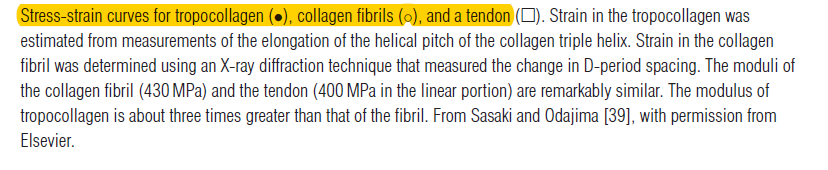 Stress-strain curves for tropocollagen (●), collagen fibrils (○), and a tendon (□). Strain in the tropocollagen was
estimated from measurements of the elongation of the helical pitch of the collagen triple helix. Strain in the collagen
fibril was determined using an X-ray diffraction technique that measured the change in D-period spacing. The moduli of
the collagen fibril (430 MPa) and the tendon (400 MPa in the linear portion) are remarkably similar. The modulus of
tropocollagen is about three times greater than that of the fibril. From Sasaki and Odajima [39], with permission from
Elsevier.